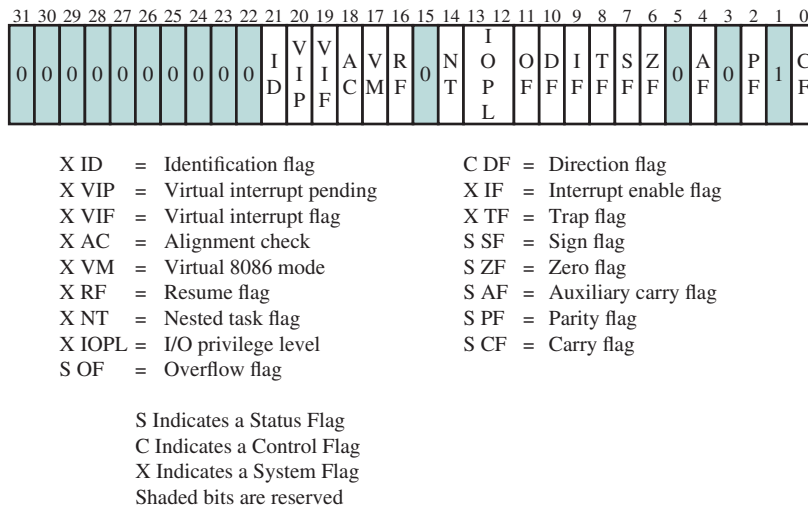 31 30 29 28 27 26 25 24 23 22 21 20 19 18 17 16 15 14 13 12 11 10 9 8 7 6 5 4 3 2 1 0
0 0 0 0 0 0 0 0 0 0 ID VIP VIF AC VM RF 0 NT IOPL OF DF IF TF SF ZF 0 AF 0 PF 1 CF
X ID = Identification flag
X VIP = Virtual interrupt pending
X VIF = Virtual interrupt flag
X AC = Alignment check
X VM = Virtual 8086 mode
X RF = Resume flag
X NT = Nested task flag
X IOPL = I/O privilege level
S OF = Overflow flag
C DF = Direction flag
X IF = Interrupt enable flag
X TF = Trap flag
S SF = Sign flag
S ZF = Zero flag
S AF = Auxiliary carry flag
S PF = Parity flag
S CF = Carry flag
S Indicates a Status Flag
C Indicates a Control Flag
X Indicates a System Flag
Shaded bits are reserved